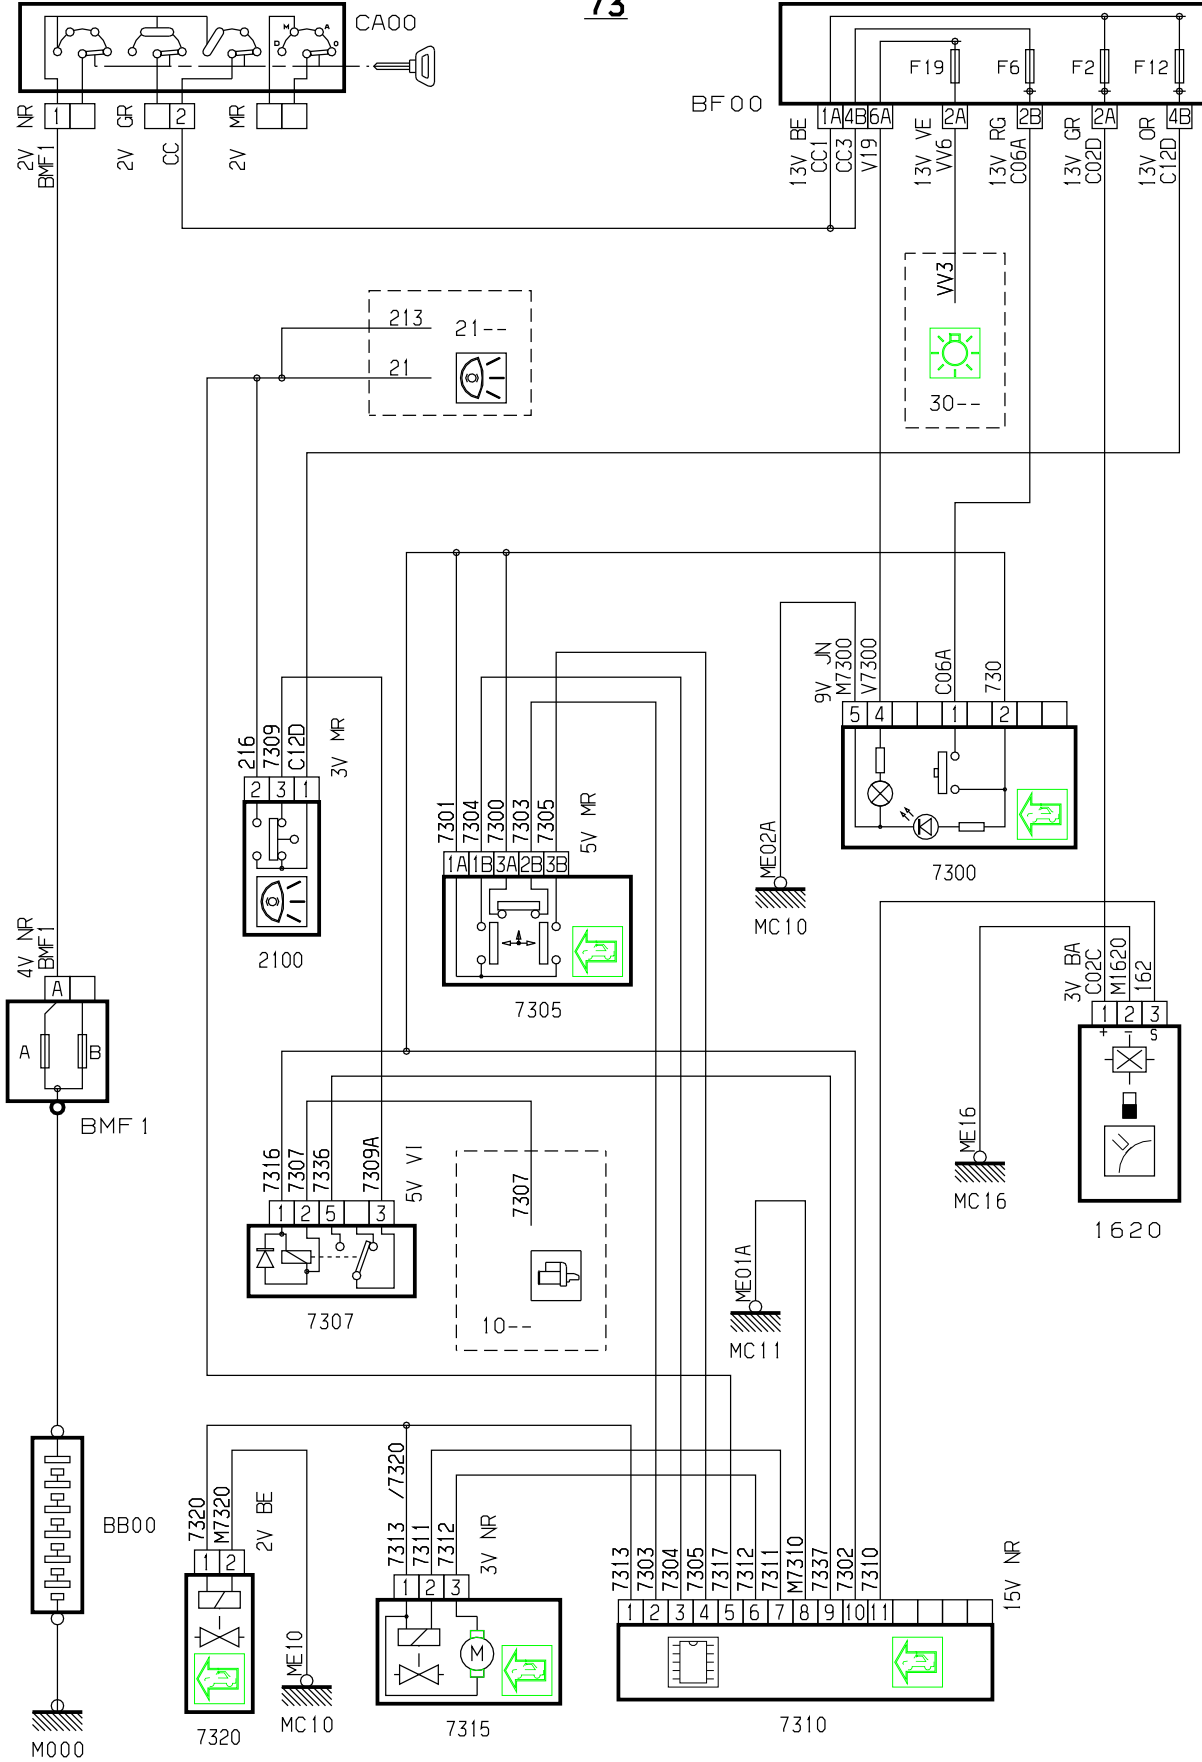 73
CA00
M A
D O
1 2
2V NR
BMF1
2V GR
CC
2V MR
BF00
F19 F6 F2 F12
1A 4B 6A 2A 2B 2A 4B
13V BE
CC1
CC3
V19
13V VE
VV6
13V RG
C06A
13V GR
C02D
13V OR
C12D
VV3
30--
213
21--
21
9V JN
M7300
V7300
C06A
730
5 4 1 2
7300
ME02A
MC10
216
7309
C12D
3V MR
2 3 1
2100
7301
7304
7300
7303
7305
5V MR
1A 1B 3A 2B 3B
7305
4V NR
BMF1
A
A B
BMF1
3V BA
C02C
M1620
162
1 2 3
+ - S
1620
ME16
MC16
7316
7307
7336
7309A
5V VI
1 2 5 3
7307
7307
10--
ME01A
MC11
BB00
M000
7320
M7320
2V BE
1 2
7320
ME10
MC10
/7320
7313
7311
7312
3V NR
1 2 3
M
7315
7313
7303
7304
7305
7317
7312
7311
M7310
7337
7302
7310
15V NR
1 2 3 4 5 6 7 8 9 10 11
7310